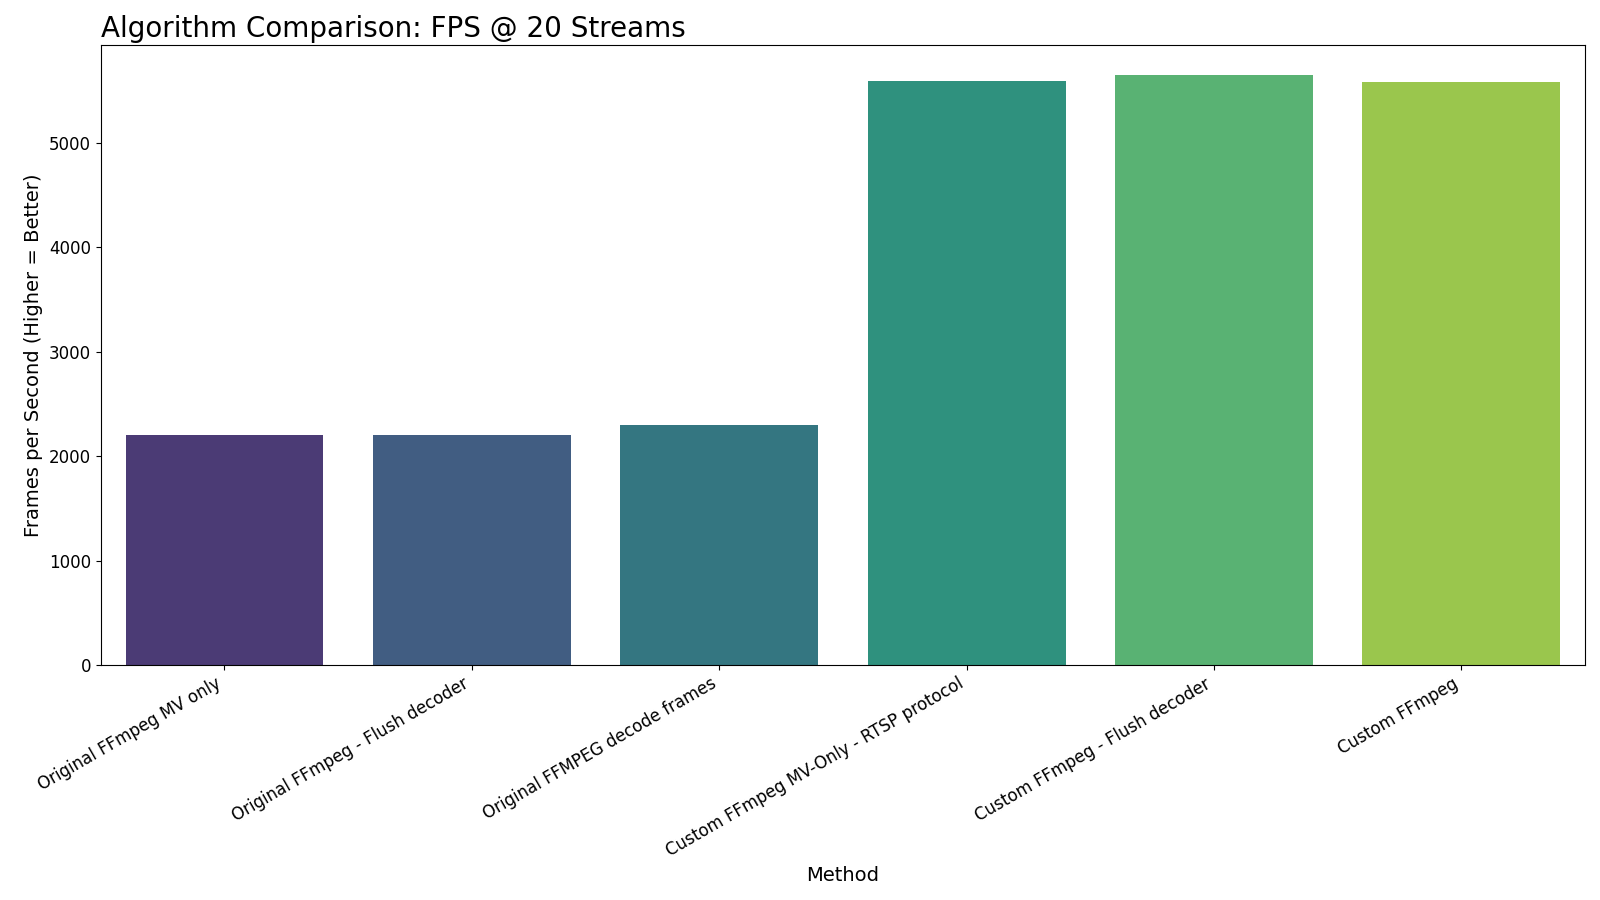 Algorithm Comparison: FPS @ 20 Streams
Frames per Second (Higher = Better)
5000
4000
3000
2000
1000
0
Original FFmpeg MV only
Original FFmpeg - Flush decoder
Original FFMPEG decode frames
Custom FFmpeg MV-Only - RTSP protocol
Custom FFmpeg - Flush decoder
Custom FFmpeg
Method